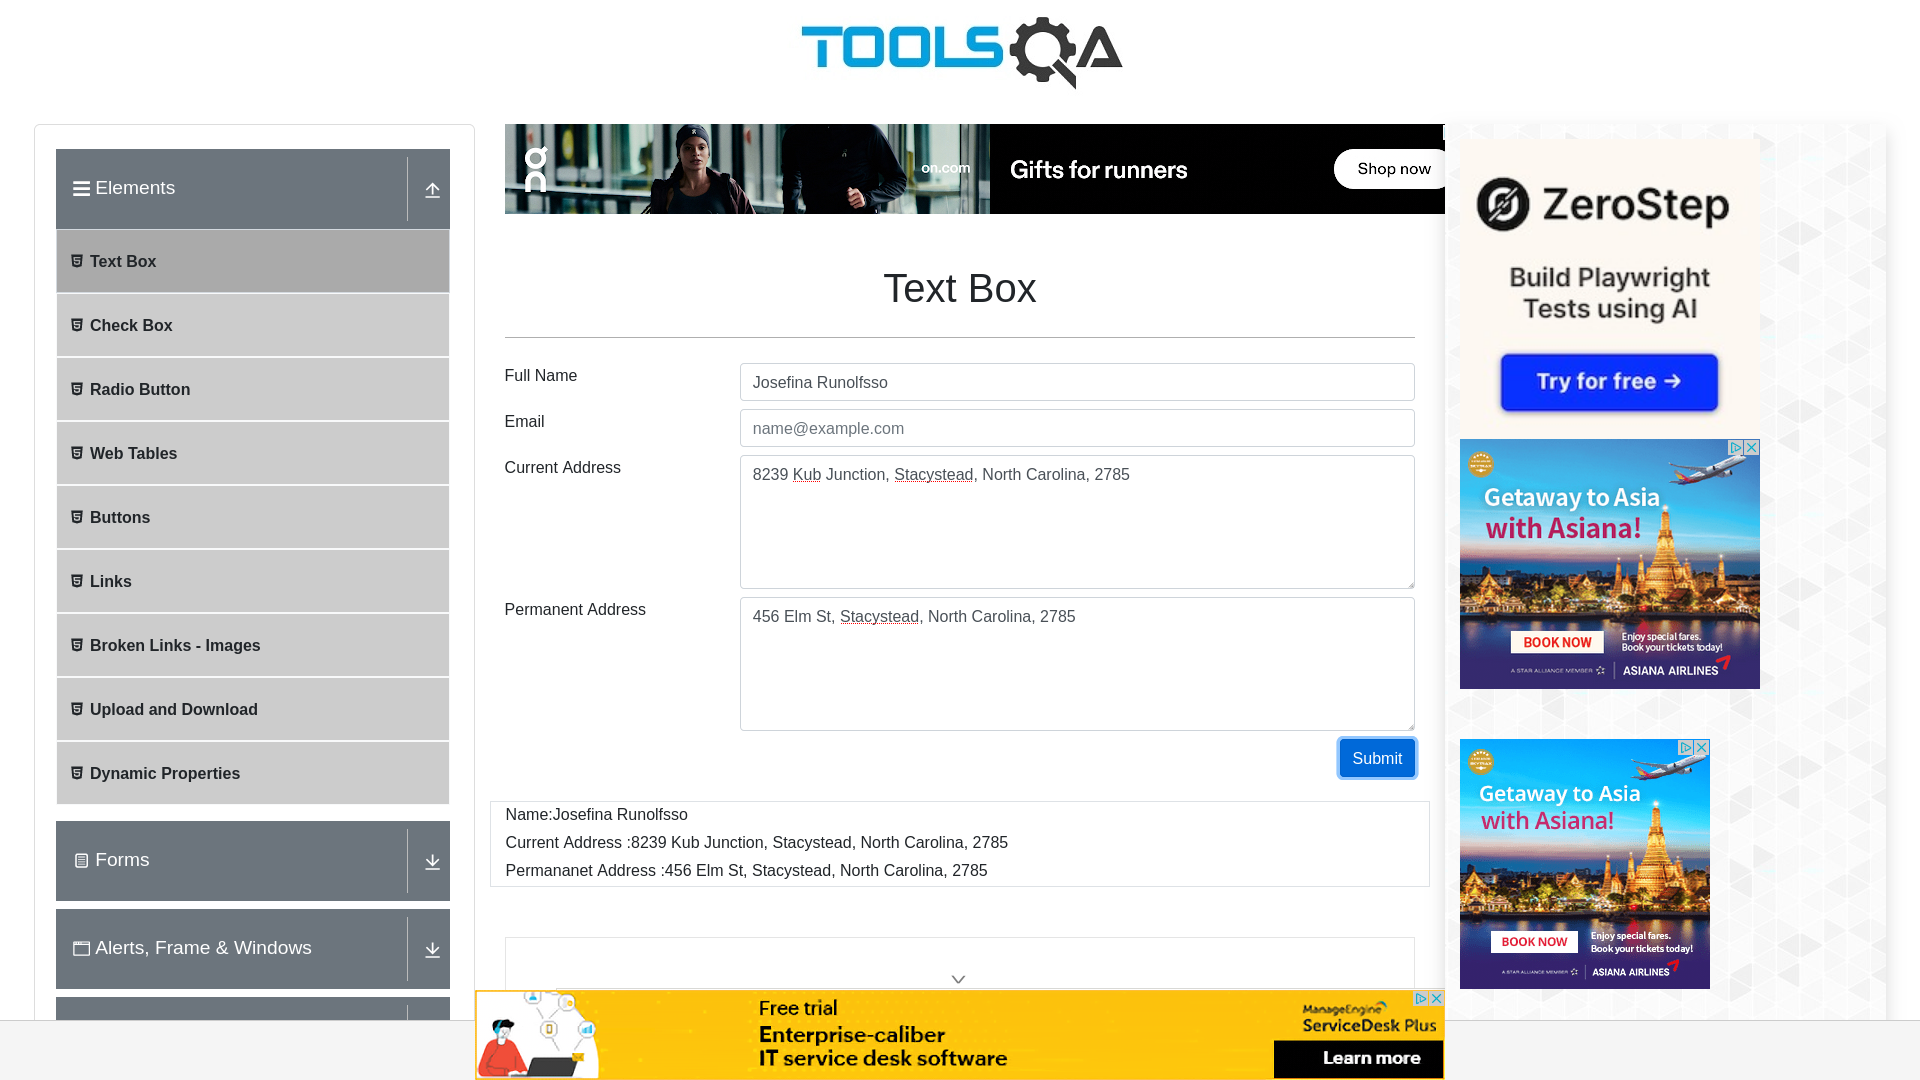 TOOLSQA
Elements
Text Box
Check Box
Radio Button
Web Tables
Buttons
Links
Broken Links - Images
Upload and Download
Dynamic Properties
Forms
Alerts, Frame & Windows
on
on.com
Gifts for runners
Shop now
Text Box
Full Name
Josefina Runolfsso
Email
name@example.com
Current Address
8239 Kub Junction, Stacystead, North Carolina, 2785
Permanent Address
456 Elm St, Stacystead, North Carolina, 2785
Submit
Name:Josefina Runolfsso
Current Address :8239 Kub Junction, Stacystead, North Carolina, 2785
Permananet Address :456 Elm St, Stacystead, North Carolina, 2785
Free trial
Enterprise-caliber
IT service desk software
ManageEngine
ServiceDesk Plus
Learn more
ZeroStep
Build Playwright
Tests using AI
Try for free →
Getaway to Asia
with Asiana!
BOOK NOW
Enjoy special fares.
Book your tickets today!
A STAR ALLIANCE MEMBER
ASIANA AIRLINES
Getaway to Asia
with Asiana!
BOOK NOW
Enjoy special fares.
Book your tickets today!
A STAR ALLIANCE MEMBER
ASIANA AIRLINES